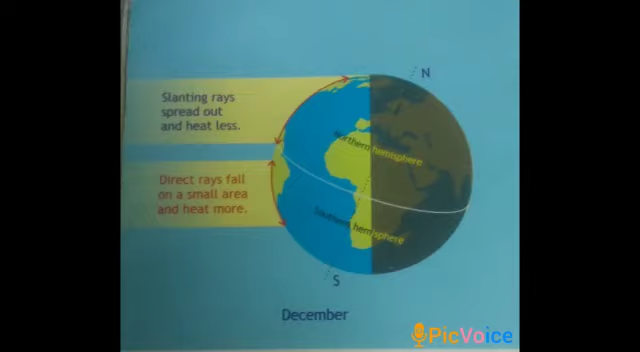 N
Slanting rays
spread out
and heat less.
Northern hemisphere
Direct rays fall
on a small area
and heat more.
Southern hemisphere
S
December
PicVoice